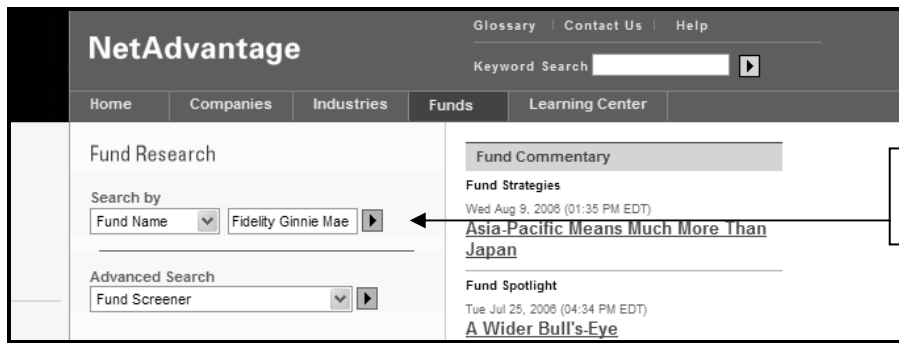 NetAdvantage
Glossary | Contact Us | Help
Keyword Search
Home Companies Industries Funds Learning Center
Fund Research
Search by
Fund Name Fidelity Ginnie Mae
Advanced Search
Fund Screener
Fund Commentary
Fund Strategies
Wed Aug 9, 2006 (01:35 PM EDT)
Asia-Pacific Means Much More Than
Japan
Fund Spotlight
Tue Jul 25, 2006 (04:34 PM EDT)
A Wider Bull's-Eye